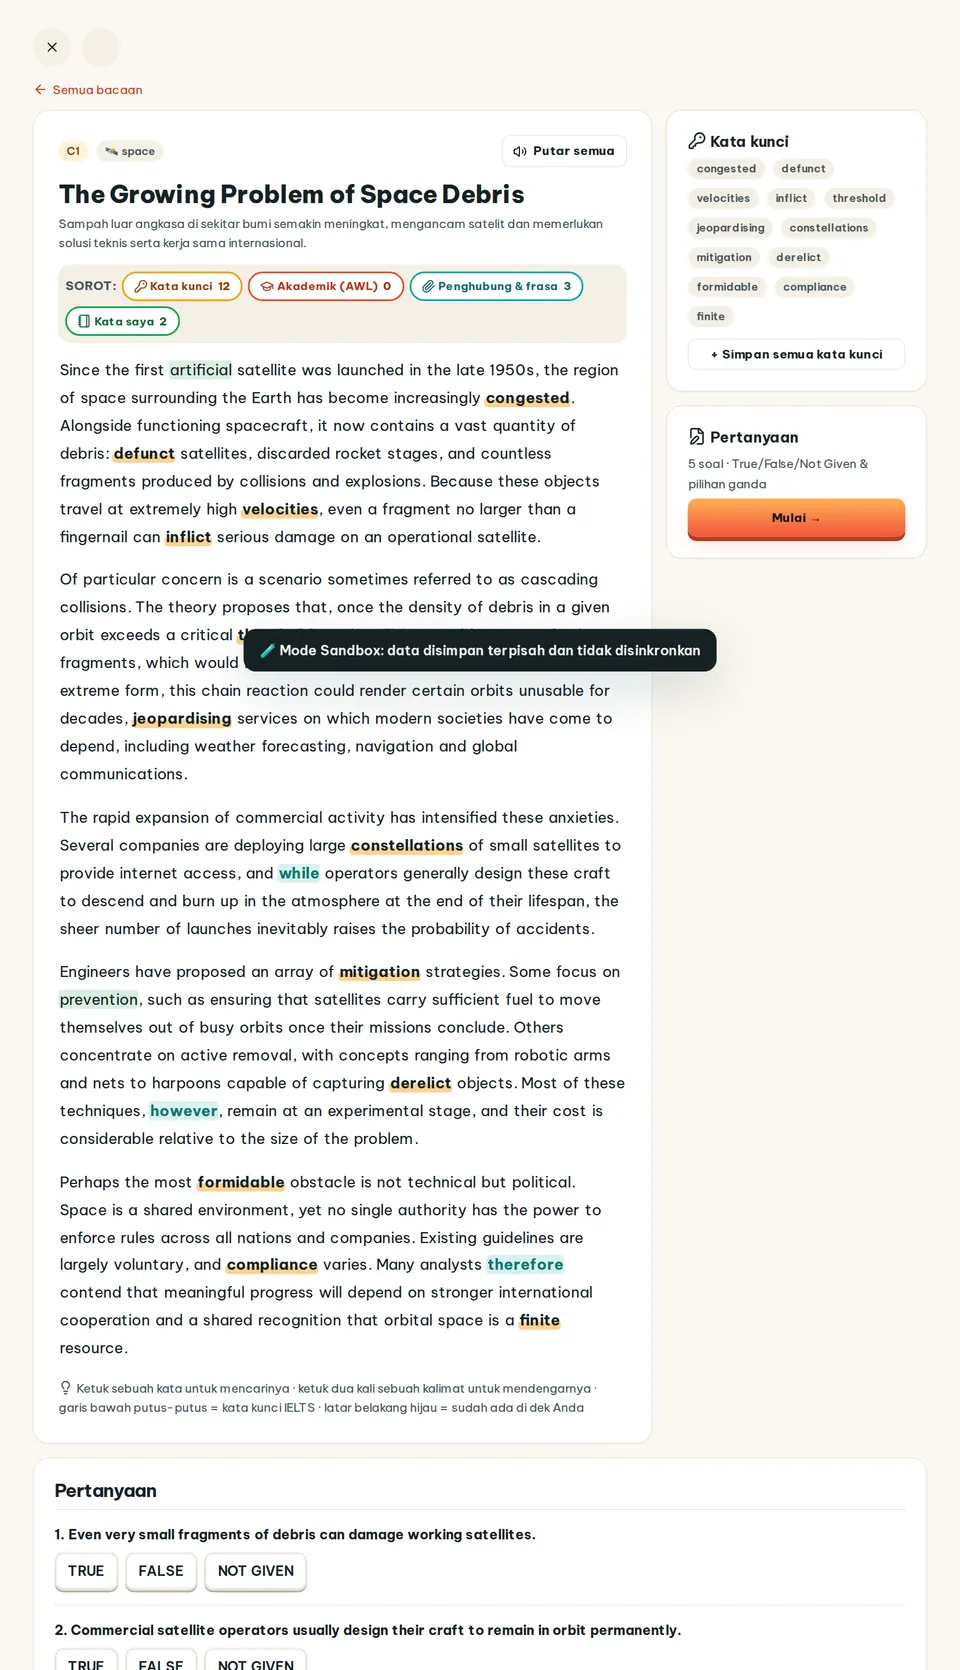 Semua bacaan
C1
space
Putar semua
The Growing Problem of Space Debris
Sampah luar angkasa di sekitar bumi semakin meningkat, mengancam satelit dan memerlukan
solusi teknis serta kerja sama internasional.
SOROT:
Kata kunci 12
Akademik (AWL) 0
Penghubung & frasa 3
Kata saya 2
Since the first artificial satellite was launched in the late 1950s, the region
of space surrounding the Earth has become increasingly congested.
Alongside functioning spacecraft, it now contains a vast quantity of
debris: defunct satellites, discarded rocket stages, and countless
fragments produced by collisions and explosions. Because these objects
travel at extremely high velocities, even a fragment no larger than a
fingernail can inflict serious damage on an operational satellite.
Of particular concern is a scenario sometimes referred to as cascading
collisions. The theory proposes that, once the density of debris in a given
orbit exceeds a critical
fragments, which would
extreme form, this chain reaction could render certain orbits unusable for
decades, jeopardising services on which modern societies have come to
depend, including weather forecasting, navigation and global
communications.
The rapid expansion of commercial activity has intensified these anxieties.
Several companies are deploying large constellations of small satellites to
provide internet access, and while operators generally design these craft
to descend and burn up in the atmosphere at the end of their lifespan, the
sheer number of launches inevitably raises the probability of accidents.
Engineers have proposed an array of mitigation strategies. Some focus on
prevention, such as ensuring that satellites carry sufficient fuel to move
themselves out of busy orbits once their missions conclude. Others
concentrate on active removal, with concepts ranging from robotic arms
and nets to harpoons capable of capturing derelict objects. Most of these
techniques, however, remain at an experimental stage, and their cost is
considerable relative to the size of the problem.
Perhaps the most formidable obstacle is not technical but political.
Space is a shared environment, yet no single authority has the power to
enforce rules across all nations and companies. Existing guidelines are
largely voluntary, and compliance varies. Many analysts therefore
contend that meaningful progress will depend on stronger international
cooperation and a shared recognition that orbital space is a finite
resource.
Ketuk sebuah kata untuk mencarinya · ketuk dua kali sebuah kalimat untuk mendengarnya ·
garis bawah putus-putus = kata kunci IELTS · latar belakang hijau = sudah ada di dek Anda
Kata kunci
congested
defunct
velocities
inflict
threshold
jeopardising
constellations
mitigation
derelict
formidable
compliance
finite
+ Simpan semua kata kunci
Pertanyaan
5 soal · True/False/Not Given &
pilihan ganda
Mulai →
Mode Sandbox: data disimpan terpisah dan tidak disinkronkan
Pertanyaan
1. Even very small fragments of debris can damage working satellites.
TRUE
FALSE
NOT GIVEN
2. Commercial satellite operators usually design their craft to remain in orbit permanently.
TRUE
FALSE
NOT GIVEN